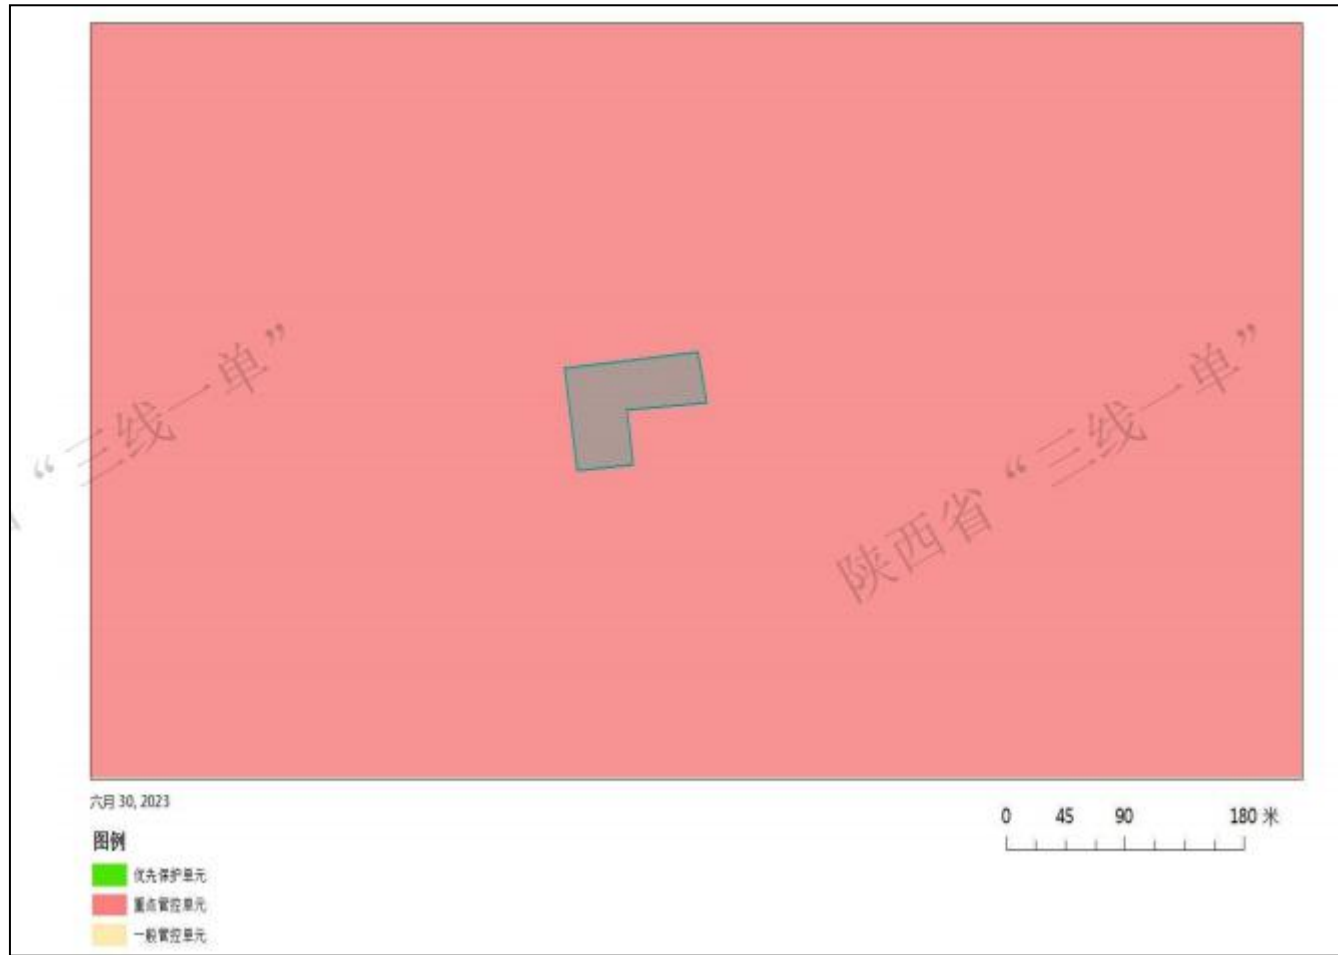 “三线一单”
陕西省“三线一单”
六月 30, 2023
0 45 90 180 米
图例
优先保护单元
重点管控单元
一般管控单元